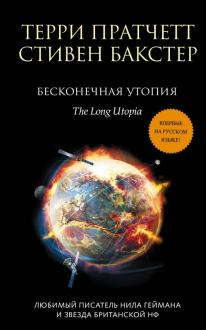 ТЕРРИ ПРАТЧЕТТ
СТИВЕН БАКСТЕР
БЕСКОНЕЧНАЯ УТОПИЯ
The Long Utopia
ВПЕРВЫЕ
НА РУССКОМ
ЯЗЫКЕ!
ЛЮБИМЫЙ ПИСАТЕЛЬ НИЛА ГЕЙМАНА
И ЗВЕЗДА БРИТАНСКОЙ НФ